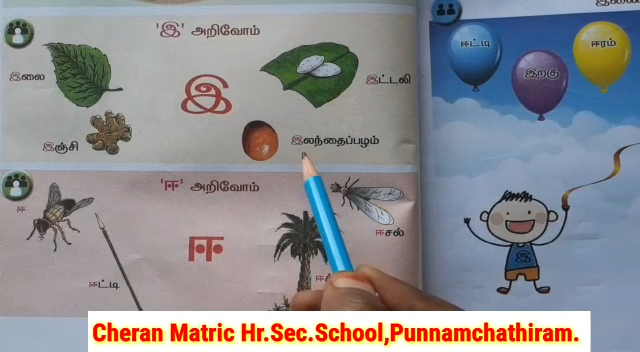 'இ' அறிவோம்
இலை
இ
இட்டலி
இஞ்சி
இலந்தைப்பழம்
'ஈ' அறிவோம்
ஈ
ஈ
ஈசல்
ஈட்டி
ஈட்டி
இறகு
ஈரம்
இ
Cheran Matric Hr.Sec.School,Punnamchathiram.